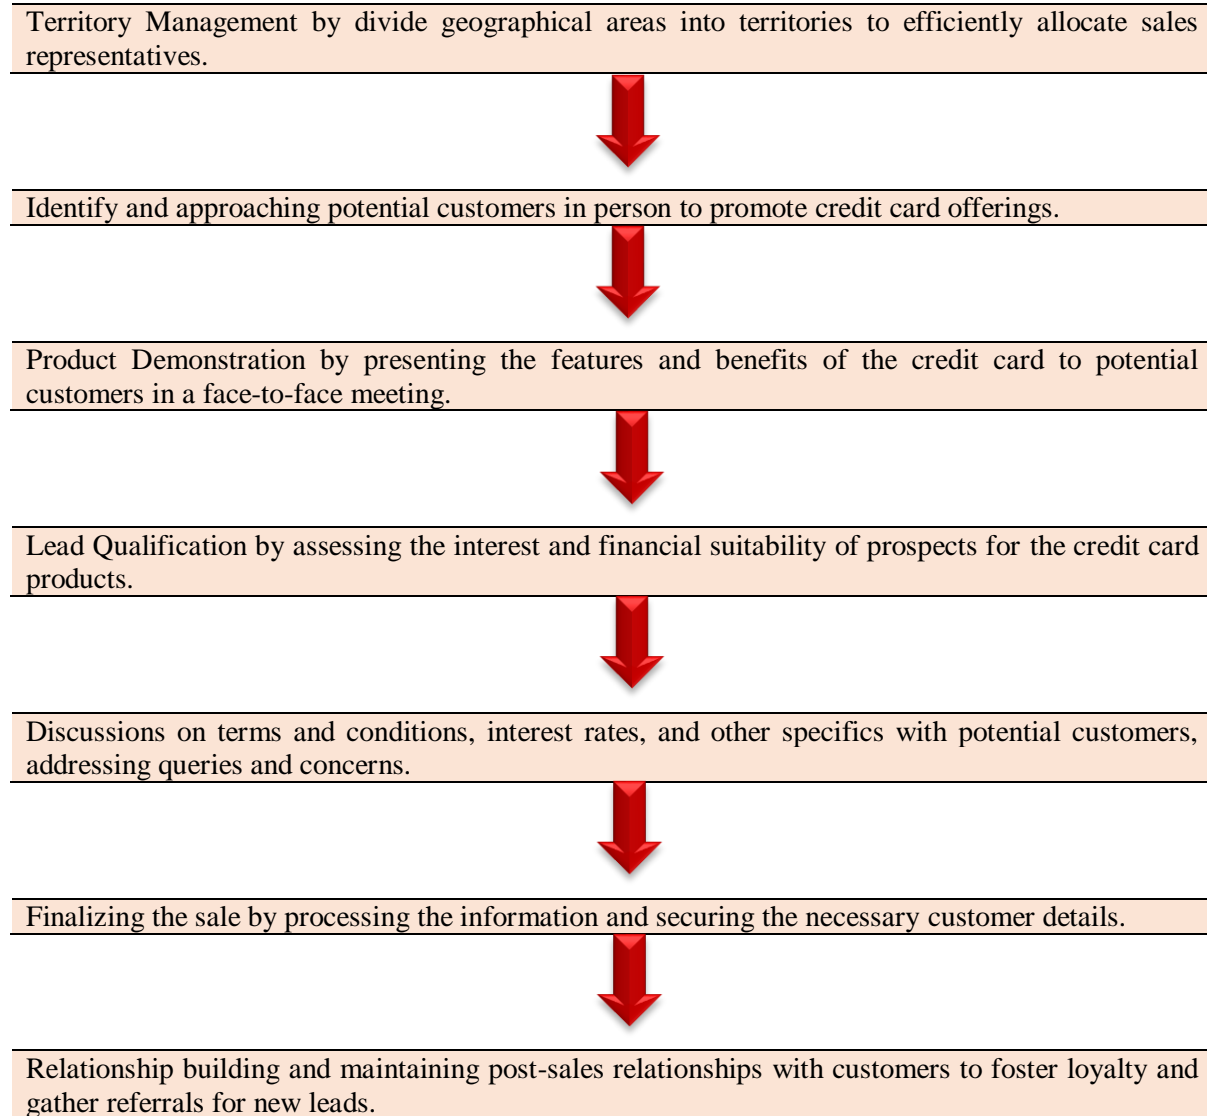 Territory Management by divide geographical areas into territories to efficiently allocate sales
representatives.
Identify and approaching potential customers in person to promote credit card offerings.
Product Demonstration by presenting the features and benefits of the credit card to potential
customers in a face-to-face meeting.
Lead Qualification by assessing the interest and financial suitability of prospects for the credit card
products.
Discussions on terms and conditions, interest rates, and other specifics with potential customers,
addressing queries and concerns.
Finalizing the sale by processing the information and securing the necessary customer details.
Relationship building and maintaining post-sales relationships with customers to foster loyalty and
gather referrals for new leads.